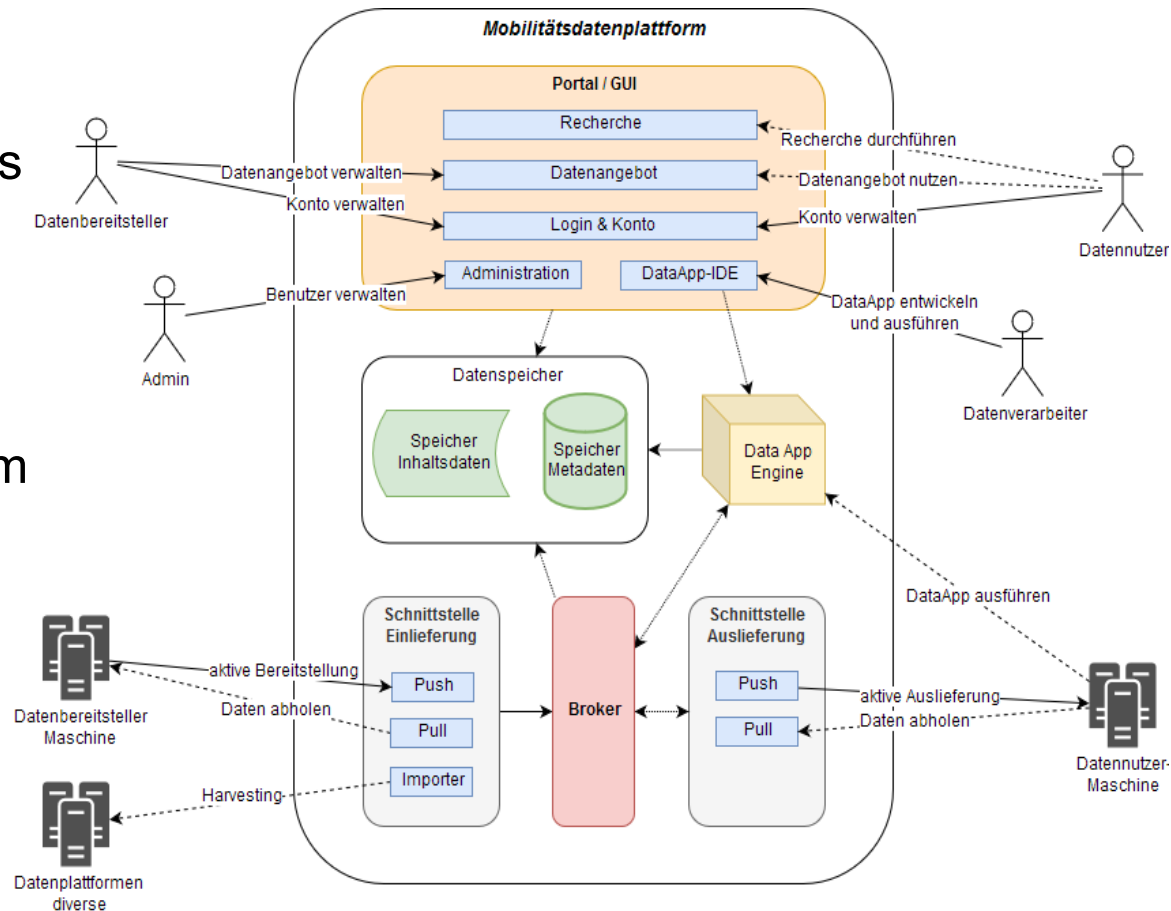 Mobilitätsdatenplattform
Portal / GUI
Recherche
Recherche durchführen
s
Datenangebot verwalten
Datenangebot
Datenangebot nutzen
Datenbereitsteller
Konto verwalten
Login & Konto
Konto verwalten
Datennutzer
Administration
DataApp-IDE
Benutzer verwalten
DataApp entwickeln
und ausführen
Admin
Datenspeicher
Datenverarbeiter
m
Speicher
Inhaltsdaten
Speicher
Metadaten
Data App
Engine
DataApp ausführen
Schnittstelle
Einlieferung
Schnittstelle
Auslieferung
aktive Bereitstellung
Push
Push
aktive Auslieferung
Daten abholen
Pull
Broker
Pull
Daten abholen
Datenbereitsteller
Maschine
Importer
Harvesting
Datennutzer-
Maschine
Datenplattformen
diverse